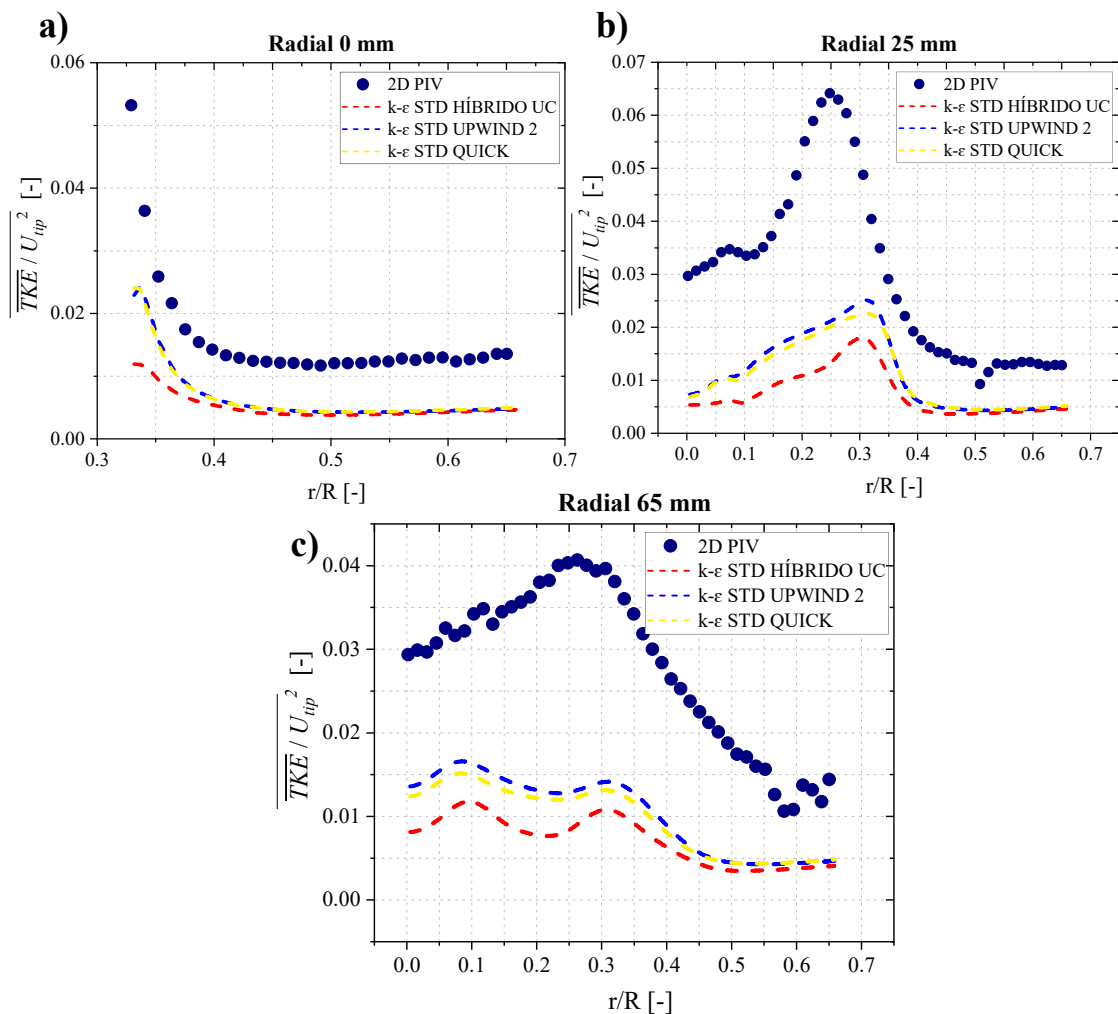 a)
Radial 0 mm
0.06
0.04
0.02
0.00
TKE / U_tip^2 [-]
2D PIV
k-ε STD HÍBRIDO UC
k-ε STD UPWIND 2
k-ε STD QUICK
0.3 0.4 0.5 0.6 0.7
r/R [-]
b)
Radial 25 mm
0.07
0.06
0.05
0.04
0.03
0.02
0.01
0.00
TKE / U_tip^2 [-]
2D PIV
k-ε STD HÍBRIDO UC
k-ε STD UPWIND 2
k-ε STD QUICK
0.0 0.1 0.2 0.3 0.4 0.5 0.6 0.7
r/R [-]
Radial 65 mm
c)
0.04
0.03
0.02
0.01
0.00
TKE / U_tip^2 [-]
2D PIV
k-ε STD HÍBRIDO UC
k-ε STD UPWIND 2
k-ε STD QUICK
0.0 0.1 0.2 0.3 0.4 0.5 0.6 0.7
r/R [-]